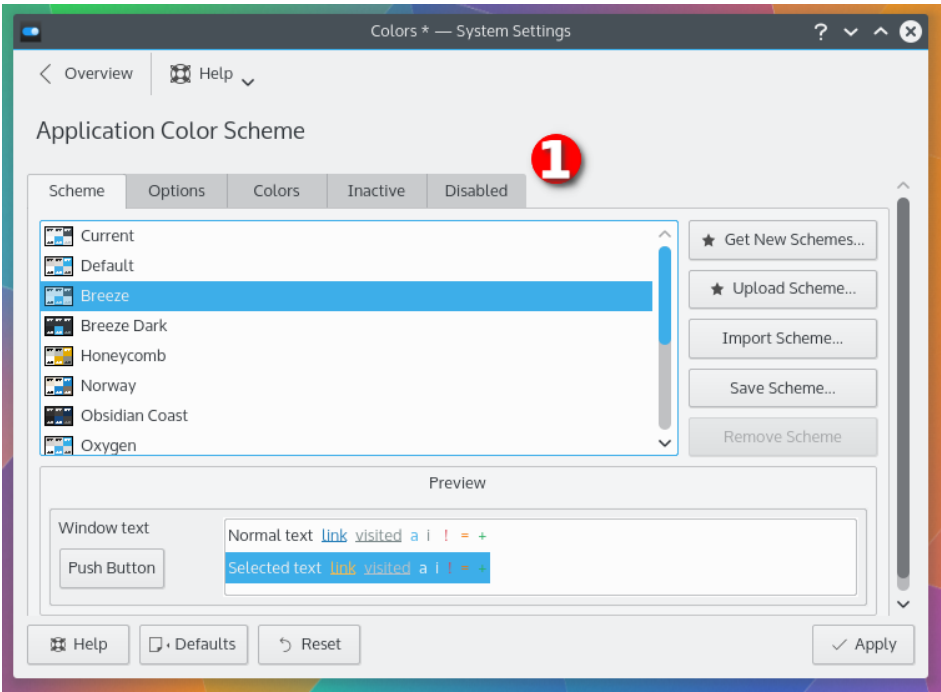 Colors * — System Settings
?
Overview Help
Application Color Scheme
1
Scheme Options Colors Inactive Disabled
Current
Default
Breeze
Breeze Dark
Honeycomb
Norway
Obsidian Coast
Oxygen
Get New Schemes...
Upload Scheme...
Import Scheme...
Save Scheme...
Remove Scheme
Preview
Window text
Push Button
Normal text link visited a i ! = +
Selected text link visited a i ! = +
Help Defaults Reset Apply